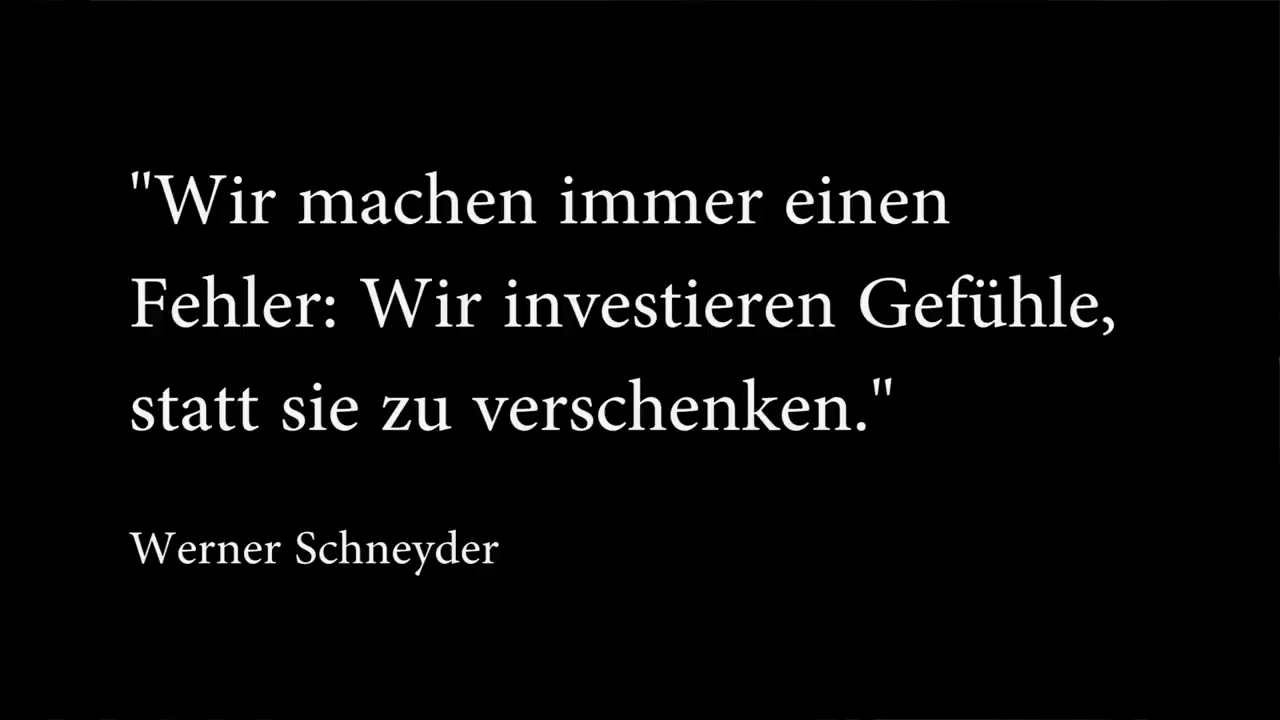 "Wir machen immer einen
Fehler: Wir investieren Gefühle,
statt sie zu verschenken."
Werner Schneyder